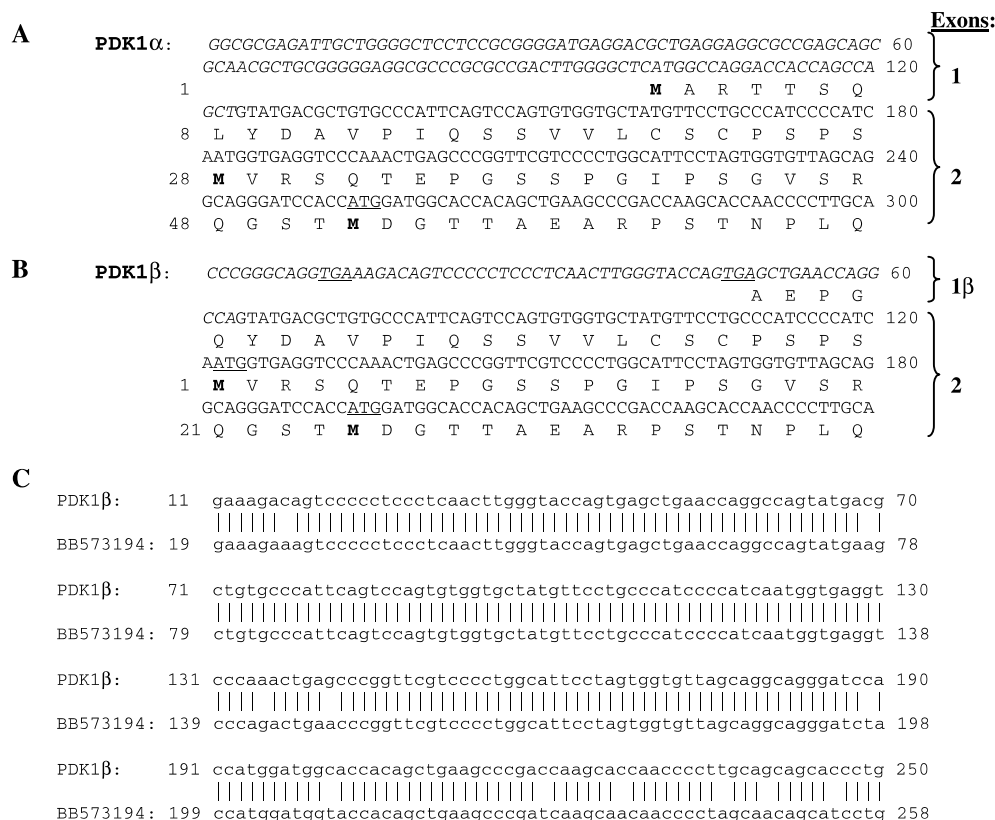 Exons:
A
PDK1α: GGCGCGAGATTGCTGGGGCTCCTCCGCGGGGATGAGGACGCTGAGGAGGCGCCGAGCAGC 60
GCAACGCTGCGGGGGAGGCGCCCGCGCCGACTTGGGGCTCATGGCCAGGACCACCAGCCA 120
1 M A R T T S Q
1
GCTGTATGACGCTGTGCCCATTCAGTCCAGTGTGGTGCTATGTTCCTGCCCATCCCCATC 180
8 L Y D A V P I Q S S V V L C S C P S P S
AATGGTGAGGTCCCAAACTGAGCCCGGTTCGTCCCCTGGCATTCCTAGTGGTGTTAGCAG 240
28 M V R S Q T E P G S S P G I P S G V S R
2
GCAGGGATCCACCATGGATGGCACCACAGCTGAAGCCCGACCAAGCACCAACCCCTTGCA 300
48 Q G S T M D G T T A E A R P S T N P L Q
B
PDK1β: CCCGGGCAGGTGAAAGACAGTCCCCCTCCCTCAACTTGGGTACCAGTGAGCTGAACCAGG 60
A E P G
1β
CCAGTATGACGCTGTGCCCATTCAGTCCAGTGTGGTGCTATGTTCCTGCCCATCCCCATC 120
Q Y D A V P I Q S S V V L C S C P S P S
AATGGTGAGGTCCCAAACTGAGCCCGGTTCGTCCCCTGGCATTCCTAGTGGTGTTAGCAG 180
1 M V R S Q T E P G S S P G I P S G V S R
2
GCAGGGATCCACCATGGATGGCACCACAGCTGAAGCCCGACCAAGCACCAACCCCTTGCA
21 Q G S T M D G T T A E A R P S T N P L Q
C
PDK1β: 11 gaaagacagtccccctccctcaacttgggtaccagtgagctgaaccaggccagtatgacg 70
BB573194: 19 gaaagaaagtccccctccctcaacttgggtaccagtgagctgaaccaggccagtatgaag 78
PDK1β: 71 ctgtgcccattcagtccagtgtggtgctatgttcctgcccatccccatcaatggtgaggt 130
BB573194: 79 ctgtgcccattcagtccagtgtggtgctatgttcctgcccatccccatcaatggtgaggt 138
PDK1β: 131 cccaaactgagcccggttcgtcccctggcattcctagtggtgttagcaggcagggatcca 190
BB573194: 139 cccagactgaacccggttcgtcccctggcattcctagtggtgttagcaggcagggatcta 198
PDK1β: 191 ccatggatggcaccacagctgaagcccgaccaagcaccaaccccttgcagcagcaccctg 250
BB573194: 199 ccatggatggtaccacagctgaagcccgatcaagcaacaacccctagcaacagcatcctg 258